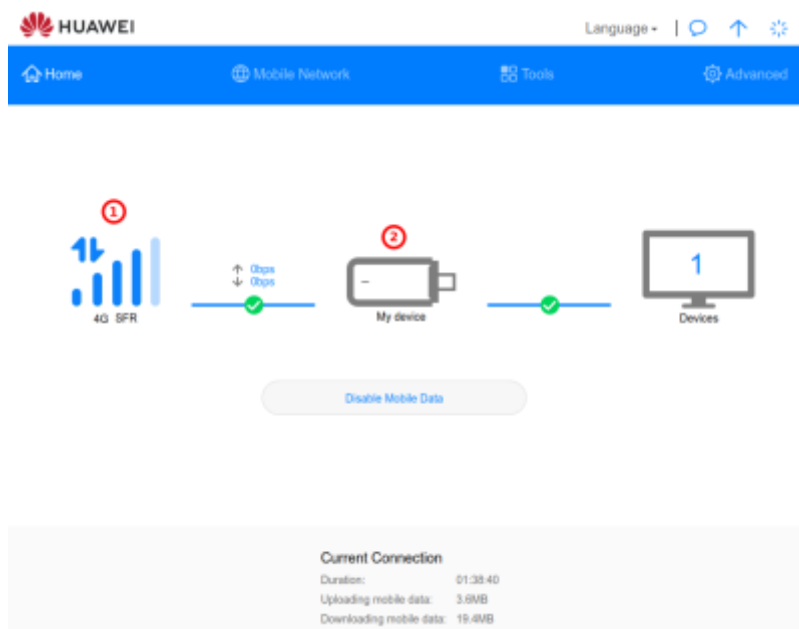 HUAWEI
Language
Home
Mobile Network
Tools
Advanced
1
2
1
0bps
0bps
4G SFR
My device
Devices
Disable Mobile Data
Current Connection
Duration: 01:38:40
Uploading mobile data: 3.6MB
Downloading mobile data: 19.4MB